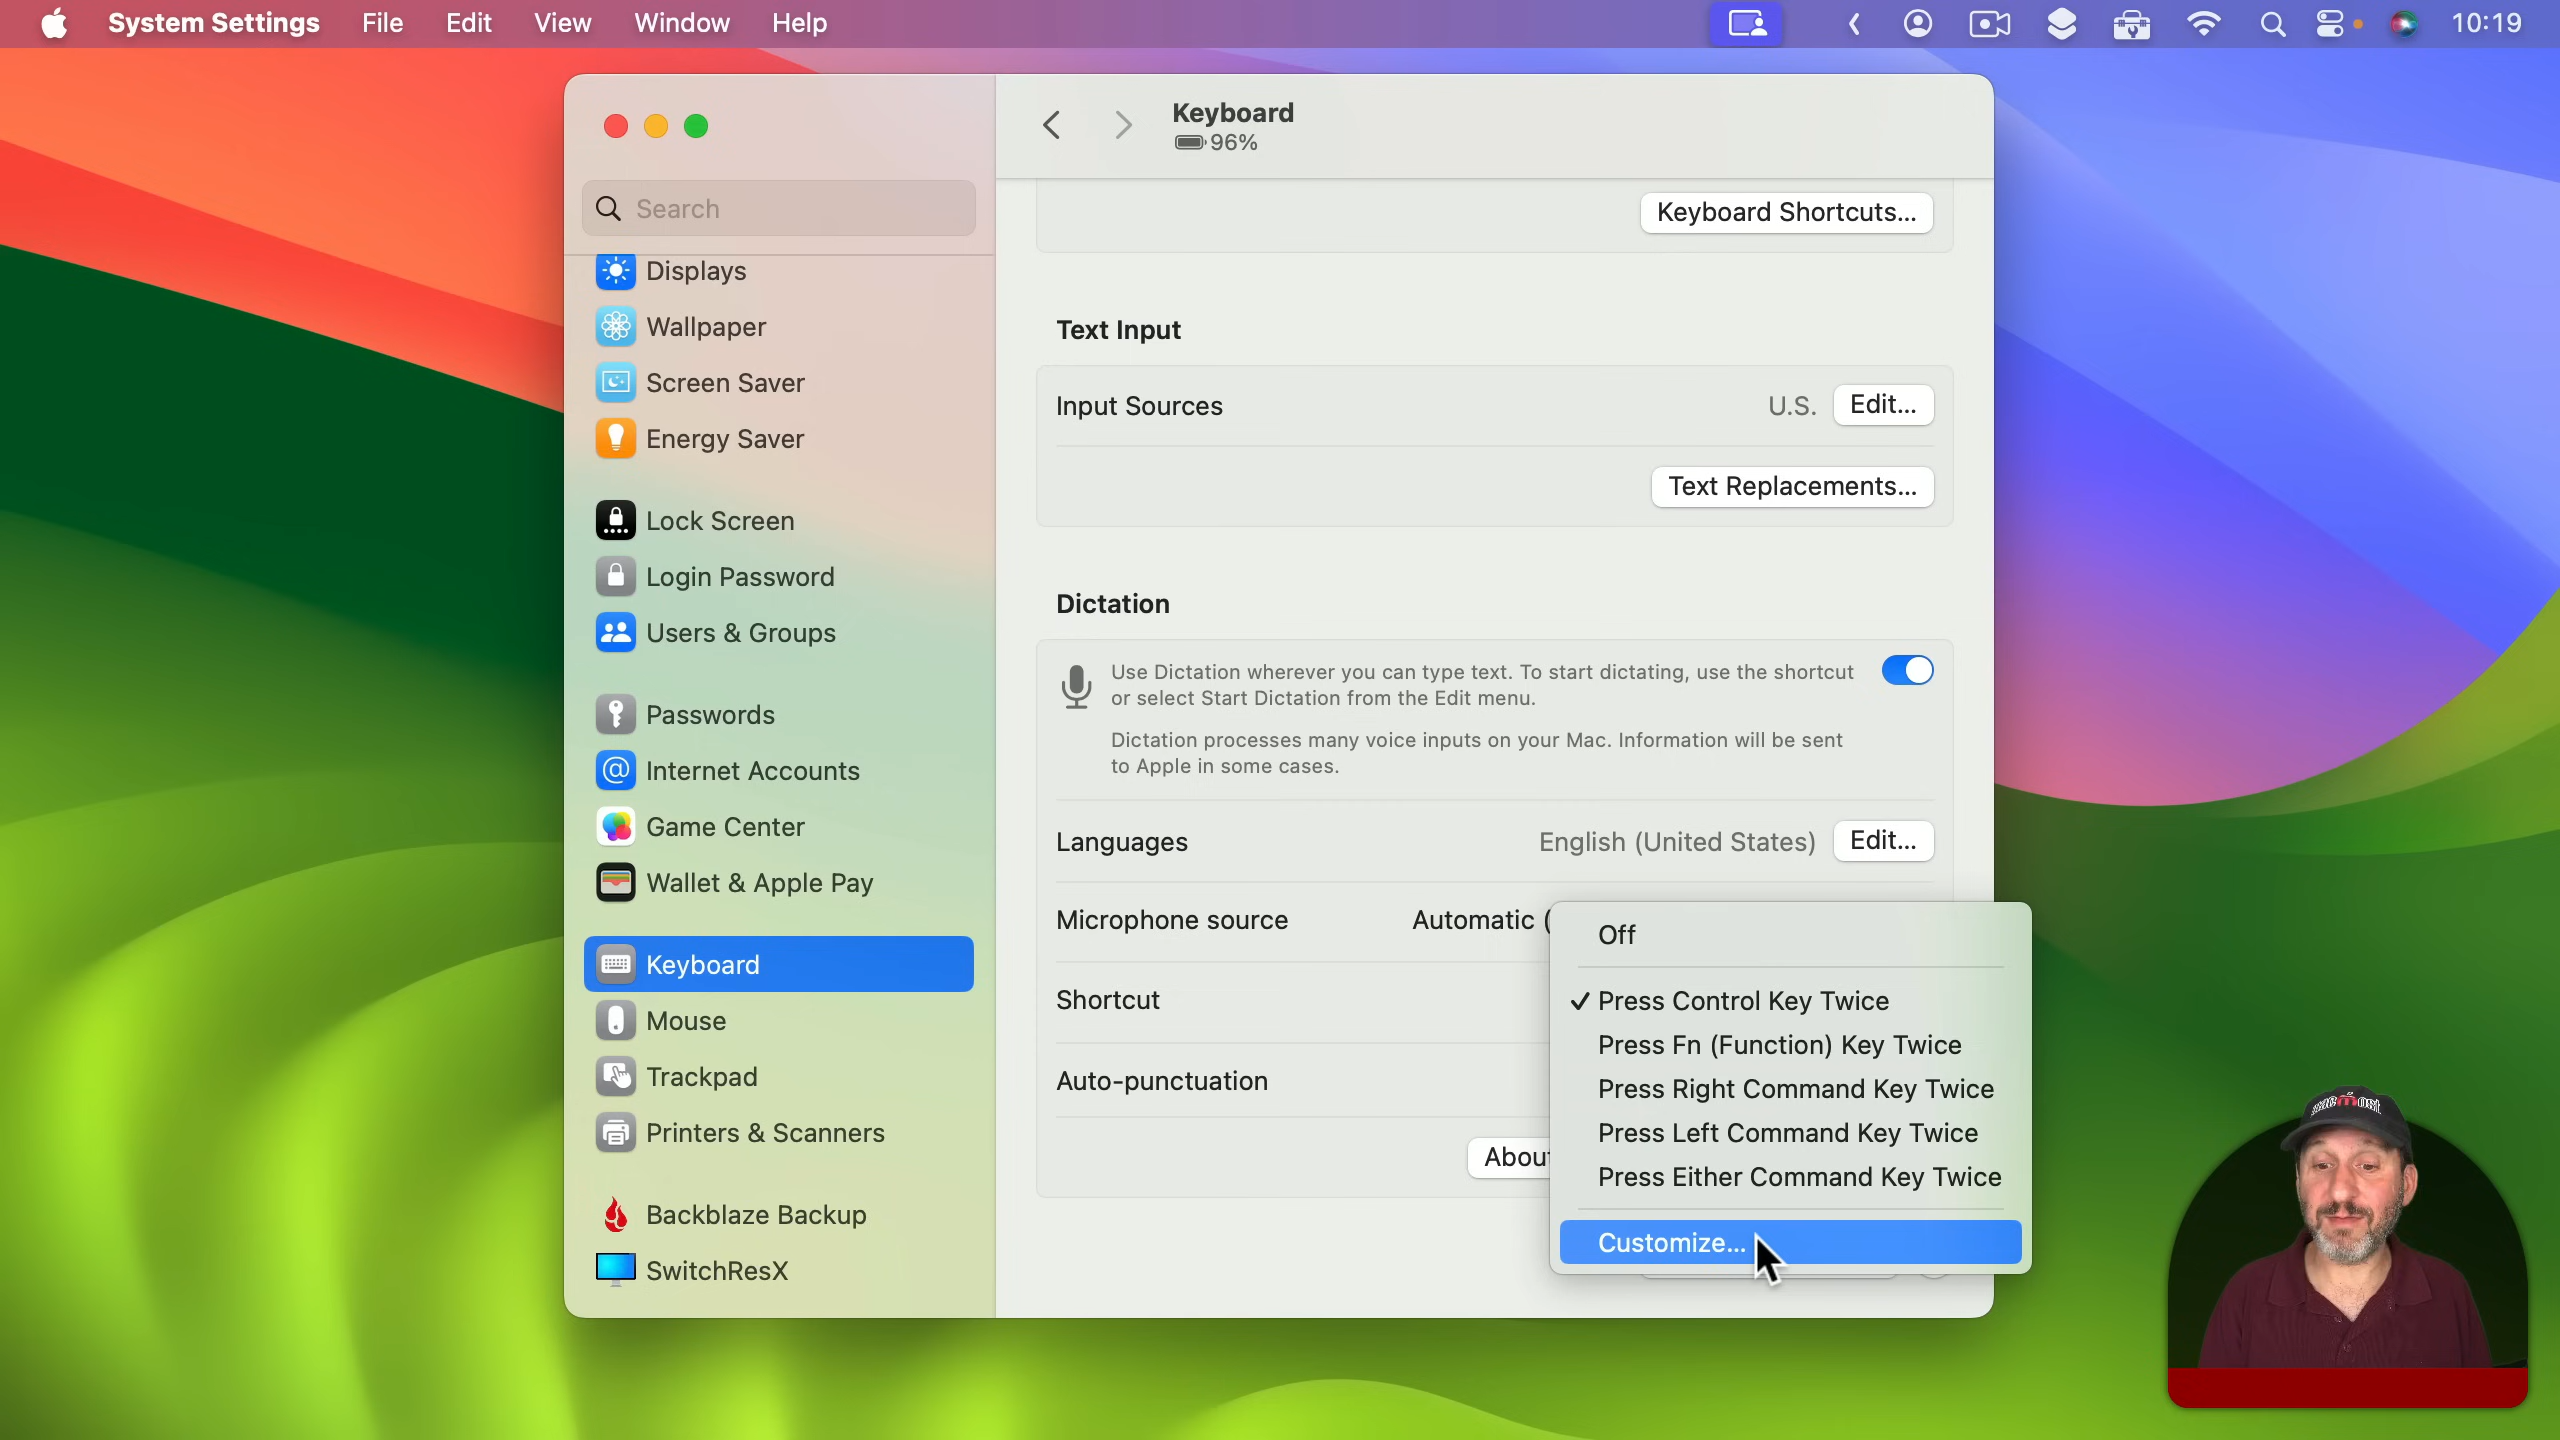 System Settings File Edit View Window Help
10:19
Keyboard
96%
Search
Displays
Wallpaper
Screen Saver
Energy Saver
Lock Screen
Login Password
Users & Groups
Passwords
Internet Accounts
Game Center
Wallet & Apple Pay
Keyboard
Mouse
Trackpad
Printers & Scanners
Backblaze Backup
SwitchResX
Keyboard Shortcuts...
Text Input
Input Sources U.S. Edit...
Text Replacements...
Dictation
Use Dictation wherever you can type text. To start dictating, use the shortcut
or select Start Dictation from the Edit menu.
Dictation processes many voice inputs on your Mac. Information will be sent
to Apple in some cases.
Languages English (United States) Edit...
Microphone source Automatic (
Shortcut
Auto-punctuation
About
Off
✓ Press Control Key Twice
Press Fn (Function) Key Twice
Press Right Command Key Twice
Press Left Command Key Twice
Press Either Command Key Twice
Customize...
macmost